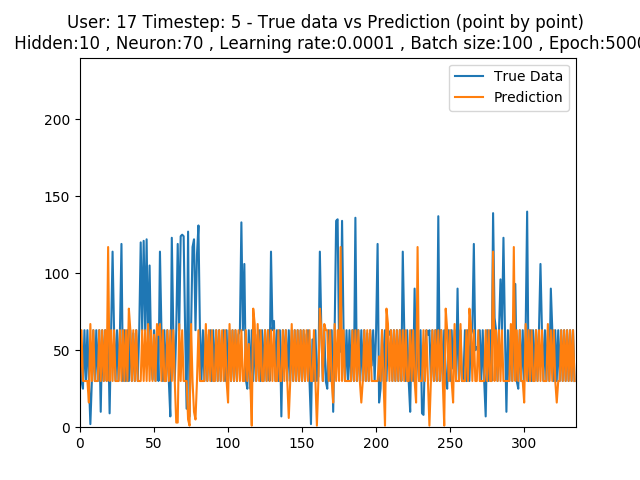 User: 17 Timestep: 5 - True data vs Prediction (point by point)
Hidden:10 , Neuron:70 , Learning rate:0.0001 , Batch size:100 , Epoch:5000
True Data
Prediction
200
150
100
50
0
0 50 100 150 200 250 300